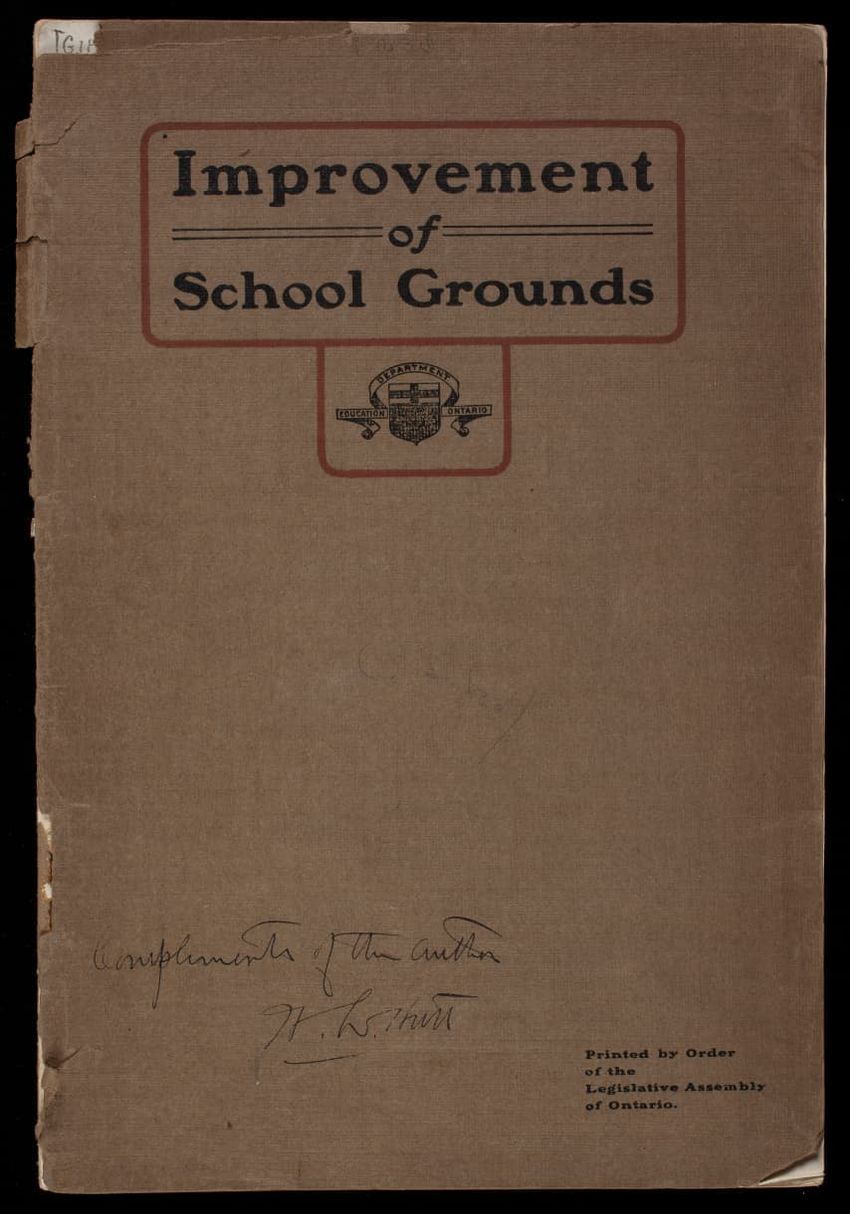 Improvement
of
School Grounds
DEPARTMENT
EDUCATION ONTARIO
Compliments of the author
H. L. Hutt
Printed by Order
of the
Legislative Assembly
of Ontario.